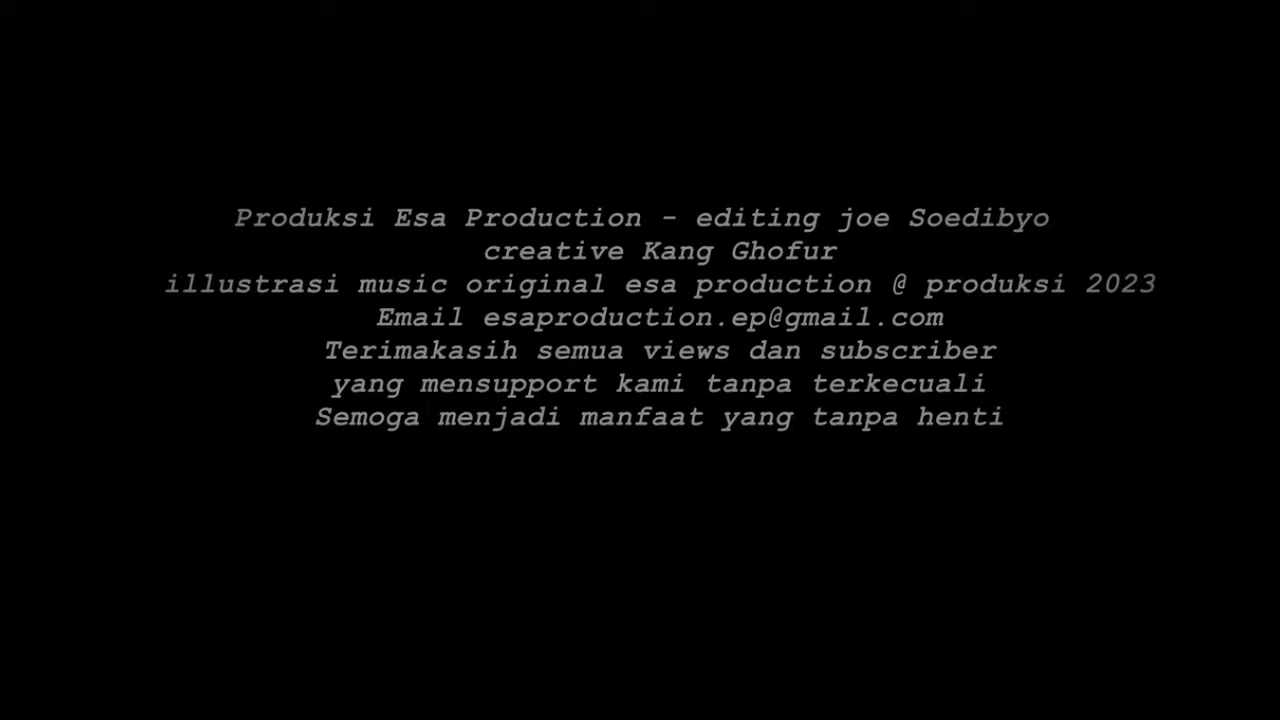 Produksi Esa Production - editing joe Soedibyo
creative Kang Ghofur
illustrasi music original esa production @ produksi 2023
Email esaproduction.ep@gmail.com
Terimakasih semua views dan subscriber
yang mensupport kami tanpa terkecuali
Semoga menjadi manfaat yang tanpa henti